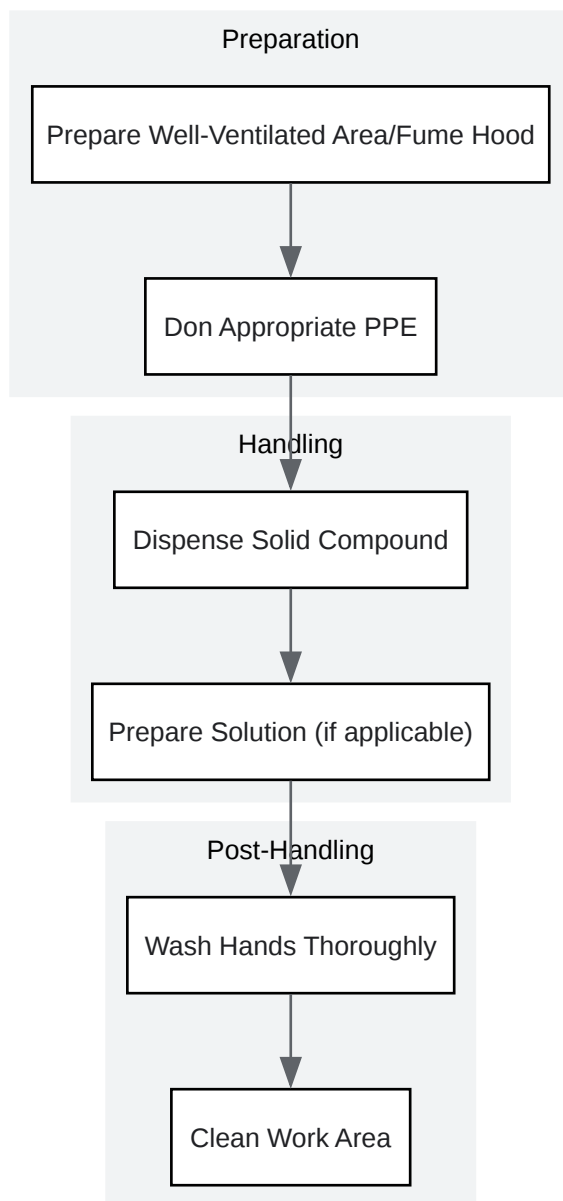 Preparation
Prepare Well-Ventilated Area/Fume Hood
Don Appropriate PPE
Handling
Dispense Solid Compound
Prepare Solution (if applicable)
Post-Handling
Wash Hands Thoroughly
Clean Work Area